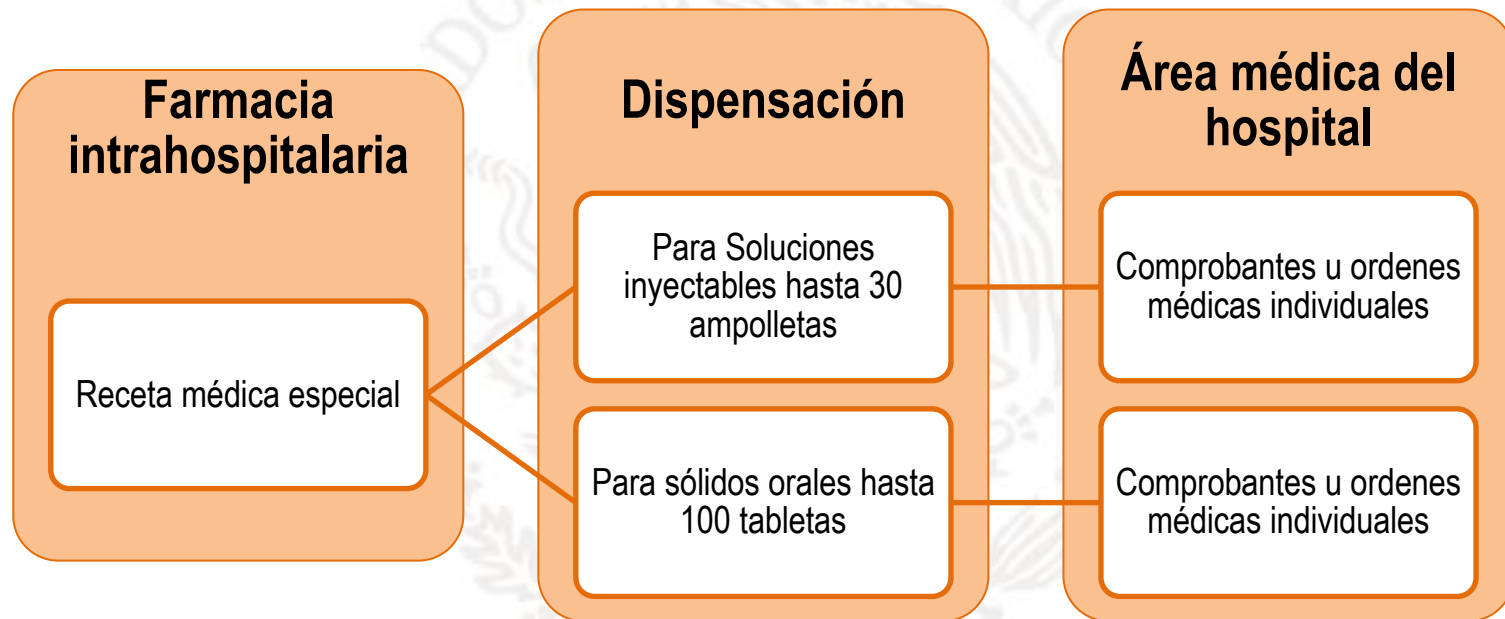 Farmacia
intrahospitalaria
Receta médica especial
Dispensación
Para Soluciones
inyectables hasta 30
ampolletas
Para sólidos orales hasta
100 tabletas
Área médica del
hospital
Comprobantes u ordenes
médicas individuales
Comprobantes u ordenes
médicas individuales